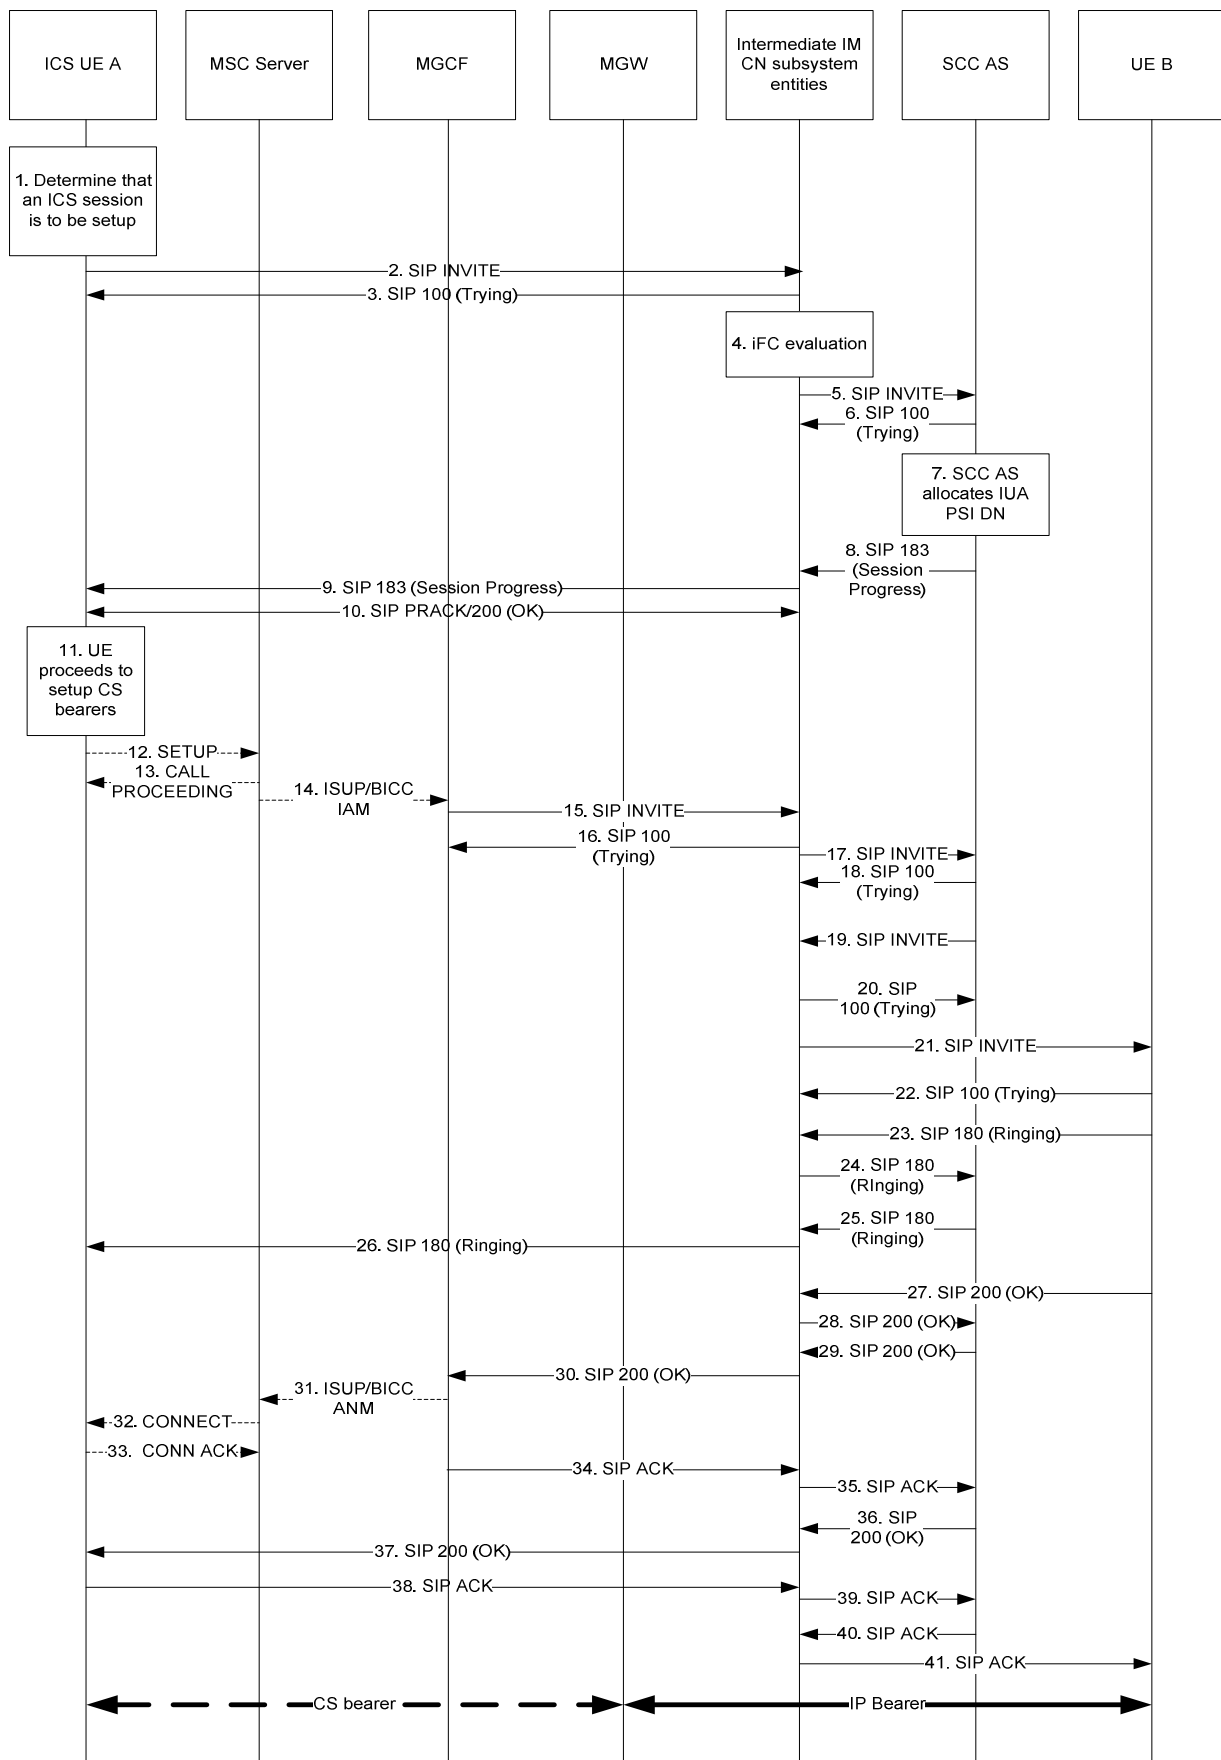 ICS UE A
MSC Server
MGCF
MGW
Intermediate IM
CN subsystem
entities
SCC AS
UE B
1. Determine that
an ICS session
is to be setup
2. SIP INVITE
3. SIP 100 (Trying)
4. iFC evaluation
5. SIP INVITE
6. SIP 100
(Trying)
7. SCC AS
allocates IUA
PSI DN
8. SIP 183
(Session
Progress)
9. SIP 183 (Session Progress)
10. SIP PRACK/200 (OK)
11. UE
proceeds to
setup CS
bearers
12. SETUP
13. CALL
PROCEEDING
14. ISUP/BICC
IAM
15. SIP INVITE
16. SIP 100
(Trying)
17. SIP INVITE
18. SIP 100
(Trying)
19. SIP INVITE
20. SIP
100 (Trying)
21. SIP INVITE
22. SIP 100 (Trying)
23. SIP 180 (Ringing)
24. SIP 180
(RInging)
25. SIP 180
(Ringing)
26. SIP 180 (Ringing)
27. SIP 200 (OK)
28. SIP 200 (OK)
29. SIP 200 (OK)
30. SIP 200 (OK)
31. ISUP/BICC
ANM
32. CONNECT
33. CONN ACK
34. SIP ACK
35. SIP ACK
36. SIP
200 (OK)
37. SIP 200 (OK)
38. SIP ACK
39. SIP ACK
40. SIP ACK
41. SIP ACK
CS bearer
IP Bearer